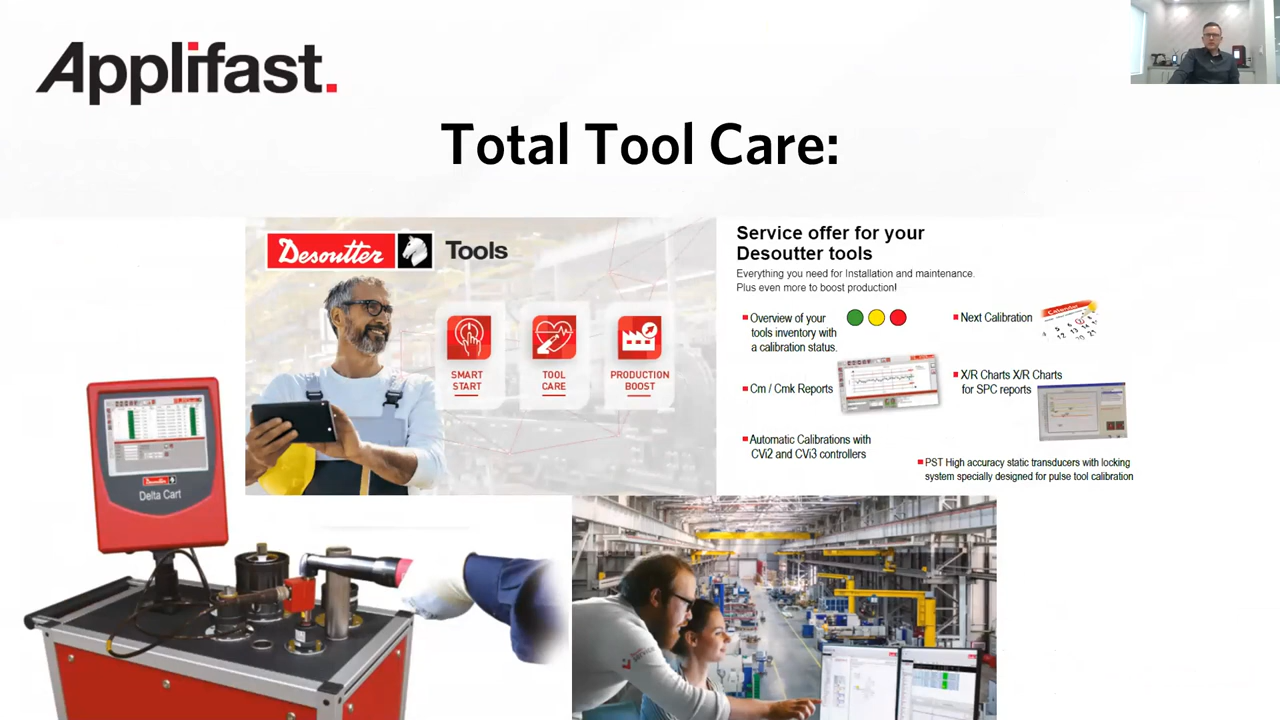 Applifast.
Total Tool Care:
Desoutter Tools
SMART
START
TOOL
CARE
PRODUCTION
BOOST
Service offer for your
Desoutter tools
Everything you need for Installation and maintenance.
Plus even more to boost production!
Overview of your
tools inventory with
a calibration status.
Next Calibration
Cm / Cmk Reports
X/R Charts X/R Charts
for SPC reports
Automatic Calibrations with
CVi2 and CVi3 controllers
PST High accuracy static transducers with locking
system specially designed for pulse tool calibration
Desoutter
Delta Cart